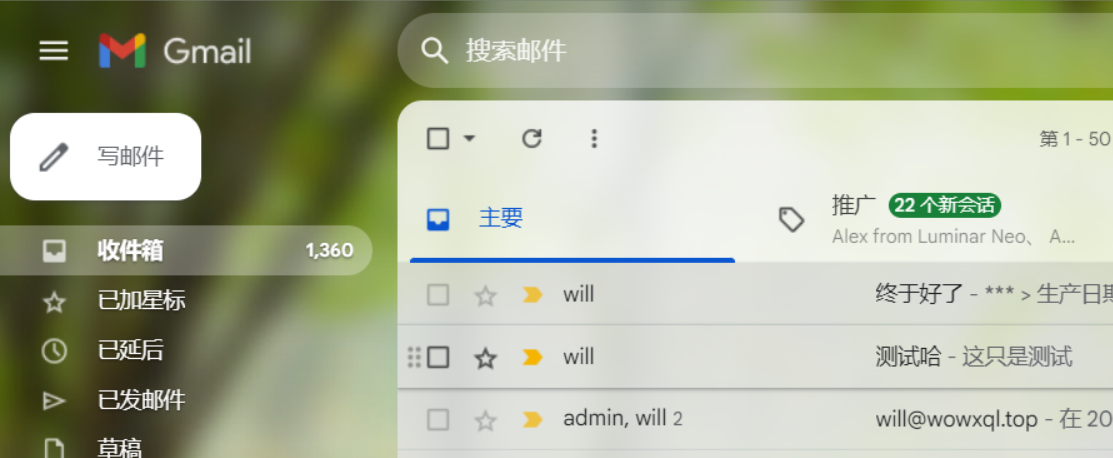 Gmail
搜索邮件
写邮件
第 1 - 50
主要
推广 22 个新会话
Alex from Luminar Neo、 A...
收件箱 1,360
已加星标
已延后
已发邮件
草稿
will 终于好了 - *** > 生产日期
will 测试哈 - 这只是测试
admin, will 2 will@wowxql.top - 在 20